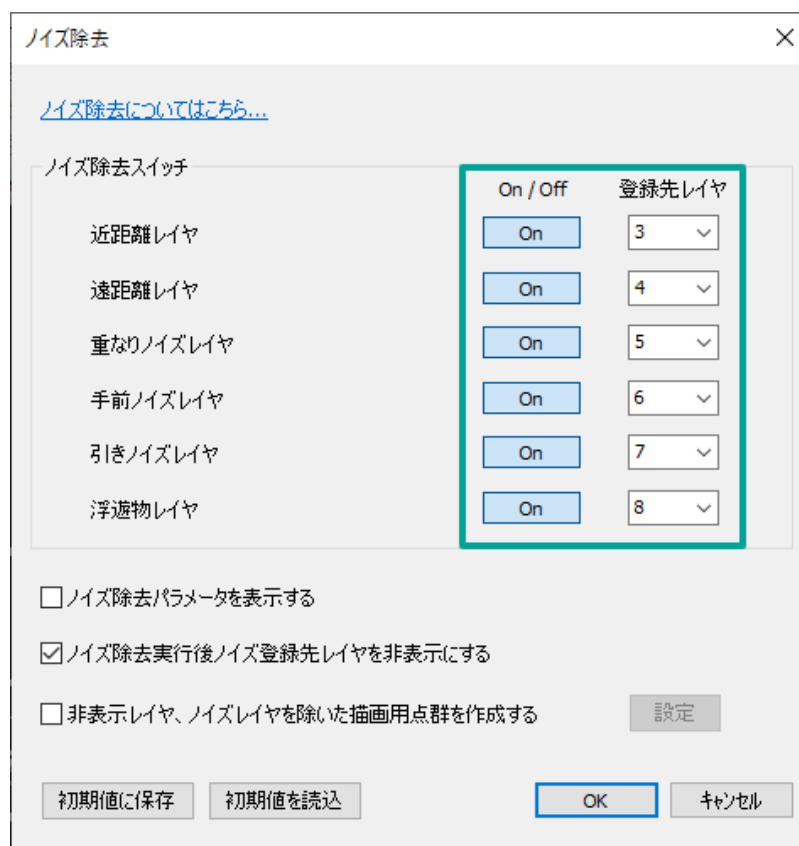 ノイズ除去
ノイズ除去についてはこちら...
ノイズ除去スイッチ
On / Off 登録先レイヤ
近距離レイヤ On 3
遠距離レイヤ On 4
重なりノイズレイヤ On 5
手前ノイズレイヤ On 6
引きノイズレイヤ On 7
浮遊物レイヤ On 8
ノイズ除去パラメータを表示する
ノイズ除去実行後ノイズ登録先レイヤを非表示にする
非表示レイヤ、ノイズレイヤを除いた描画用点群を作成する 設定
初期値に保存 初期値を読込 OK キャンセル